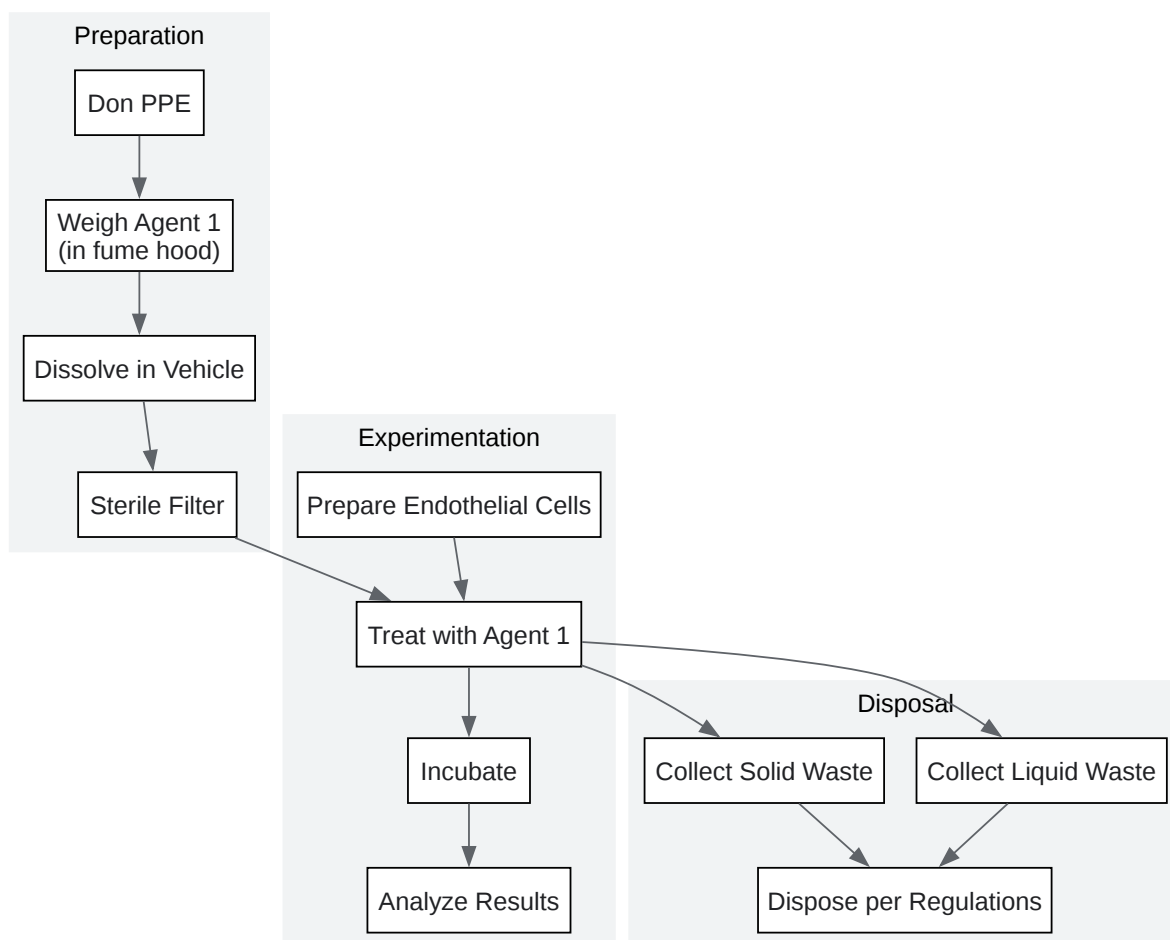 Preparation
Don PPE
Weigh Agent 1
(in fume hood)
Dissolve in Vehicle
Sterile Filter
Experimentation
Prepare Endothelial Cells
Treat with Agent 1
Incubate
Analyze Results
Disposal
Collect Solid Waste
Collect Liquid Waste
Dispose per Regulations